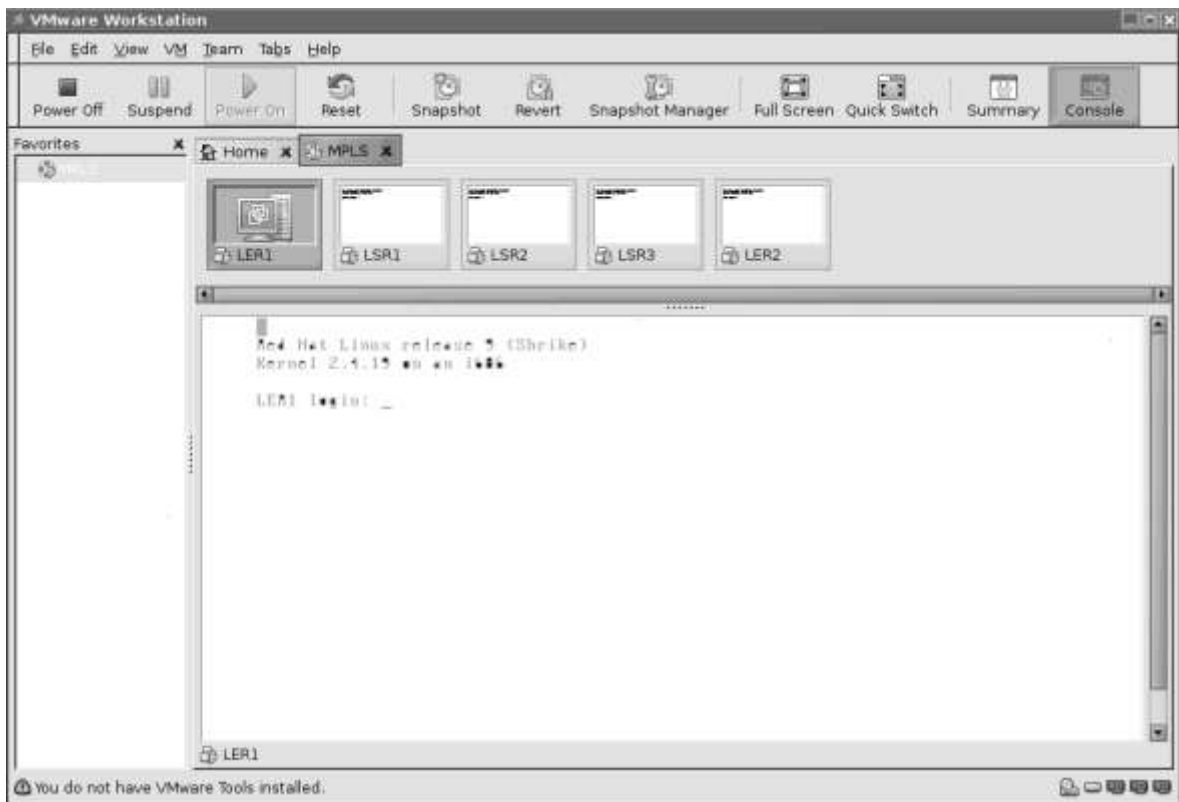 VMware Workstation
File Edit View VM Team Tabs Help
Power Off Suspend Power On Reset Snapshot Revert Snapshot Manager Full Screen Quick Switch Summary Console
Favorites
Home MPLS
MPLS
LER1 LSR1 LSR2 LSR3 LER2
Red Hat Linux release 9 (Shrike)
Kernel 2.4.19 on an i686
LER1 login: _
LER1
You do not have VMware Tools installed.